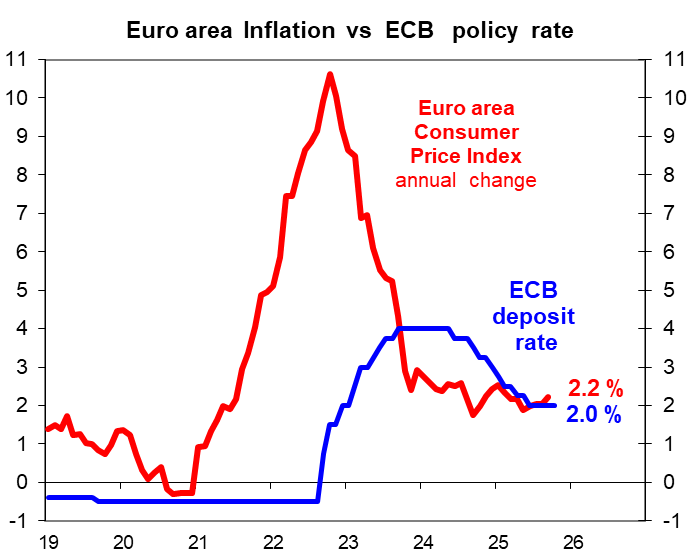 Euro area Inflation vs ECB policy rate
11 11
10 10
9 9
8 8
7 7
6 6
5 5
4 4
3 3
2 2
1 1
0 0
-1 -1
Euro area
Consumer
Price Index
annual change
ECB
deposit
rate
2.2 %
2.0 %
19 20 21 22 23 24 25 26